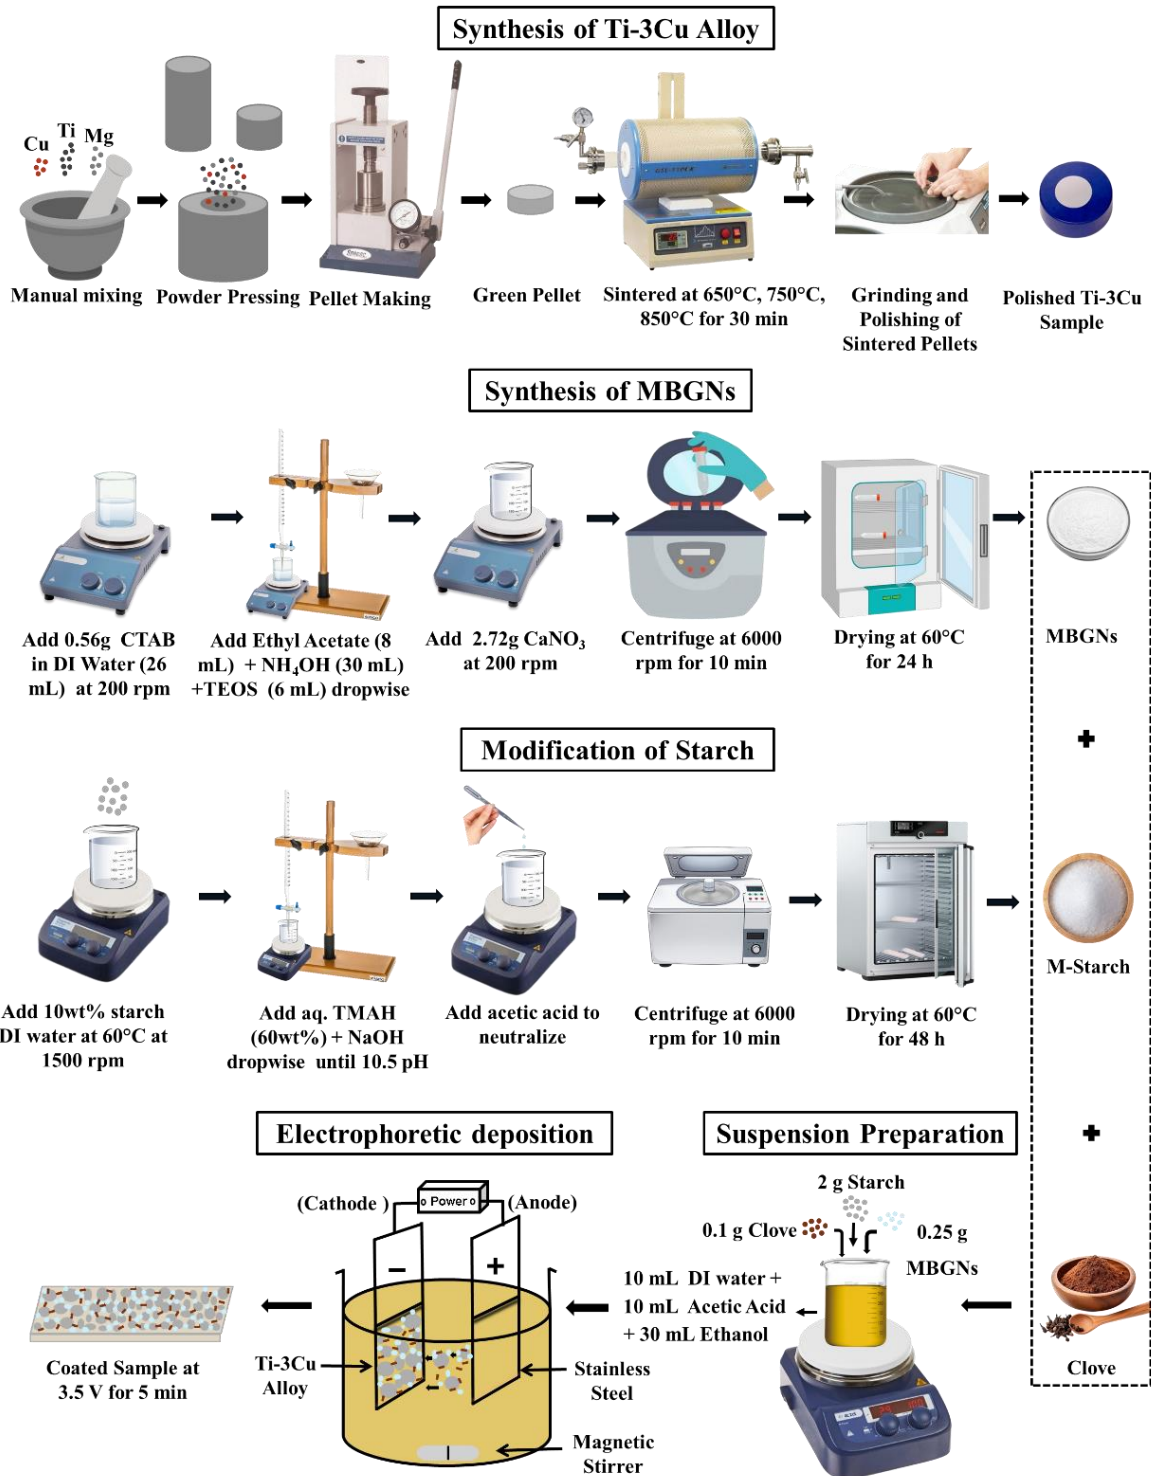 Synthesis of Ti-3Cu Alloy
Cu
Ti
Mg
Manual mixing
Powder Pressing
Pellet Making
Green Pellet
Sintered at 650°C, 750°C,
850°C for 30 min
Grinding and
Polishing of
Sintered Pellets
Polished Ti-3Cu
Sample
Synthesis of MBGNs
Add 0.56g CTAB
in DI Water (26
mL) at 200 rpm
Add Ethyl Acetate (8
mL) + NH₄OH (30 mL)
+TEOS (6 mL) dropwise
Add 2.72g CaNO₃
at 200 rpm
Centrifuge at 6000
rpm for 10 min
Drying at 60°C
for 24 h
MBGNs
+
Modification of Starch
Add 10wt% starch
DI water at 60°C at
1500 rpm
Add aq. TMAH
(60wt%) + NaOH
dropwise until 10.5 pH
Add acetic acid to
neutralize
Centrifuge at 6000
rpm for 10 min
Drying at 60°C
for 48 h
M-Starch
+
Clove
Suspension Preparation
2 g Starch
0.1 g Clove
0.25 g
MBGNs
10 mL DI water +
10 mL Acetic Acid
+ 30 mL Ethanol
Electrophoretic deposition
(Cathode )
Power
(Anode)
−
+
Ti-3Cu
Alloy
Stainless
Steel
Magnetic
Stirrer
Coated Sample at
3.5 V for 5 min